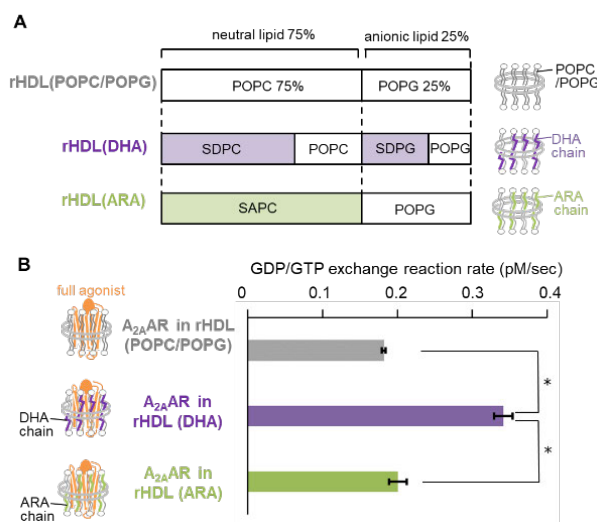 A
neutral lipid 75%
anionic lipid 25%
rHDL(POPC/POPG)
POPC 75%
POPG 25%
POPC
/POPG
rHDL(DHA)
SDPC
POPC
SDPG
POPG
DHA
chain
rHDL(ARA)
SAPC
POPG
ARA
chain
B
GDP/GTP exchange reaction rate (pM/sec)
0
0.1
0.2
0.3
0.4
full agonist
A2AAR in rHDL
(POPC/POPG)
*
DHA
chain
A2AAR in
rHDL (DHA)
*
ARA
chain
A2AAR in
rHDL (ARA)